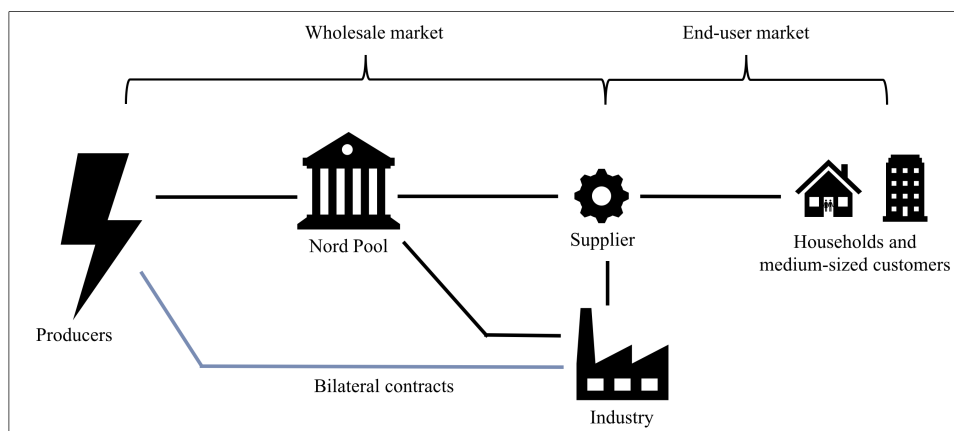 Wholesale market
End-user market
Nord Pool
Supplier
Households and
medium-sized customers
Producers
Bilateral contracts
Industry